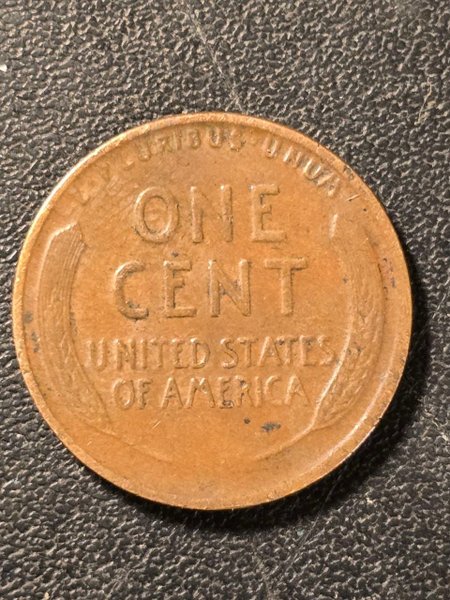 E·PLURIBUS·UNUM
ONE
CENT
UNITED STATES
OF AMERICA